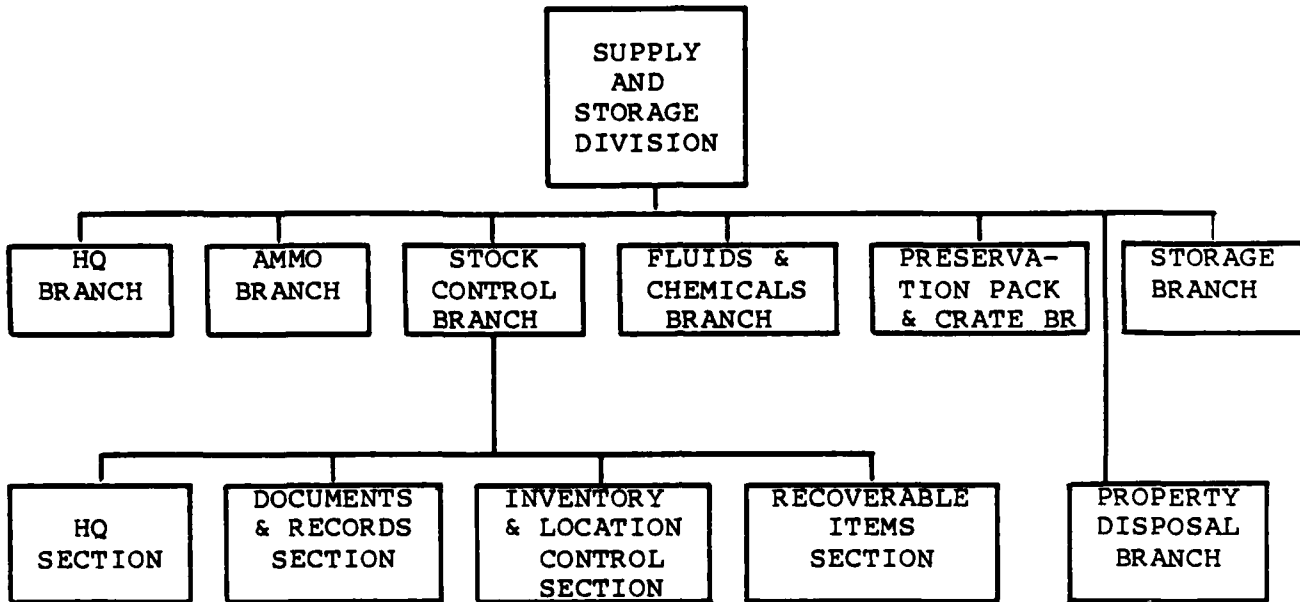 SUPPLY
AND
STORAGE
DIVISION
HQ
BRANCH
AMMO
BRANCH
STOCK
CONTROL
BRANCH
FLUIDS &
CHEMICALS
BRANCH
PRESERVA-
TION PACK
& CRATE BR
STORAGE
BRANCH
HQ
SECTION
DOCUMENTS
& RECORDS
SECTION
INVENTORY
& LOCATION
CONTROL
SECTION
RECOVERABLE
ITEMS
SECTION
PROPERTY
DISPOSAL
BRANCH